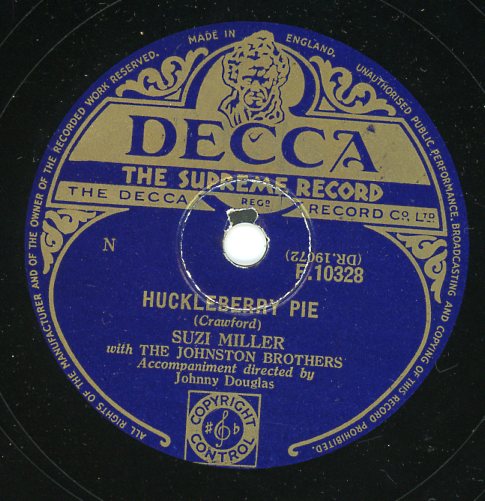 ALL RIGHTS OF THE MANUFACTURER AND OF THE OWNER OF THE RECORDED WORK RESERVED.
MADE IN ENGLAND.
UNAUTHORISED PUBLIC PERFORMANCE, BROADCASTING AND COPYING OF THIS RECORD PROHIBITED.
DECCA
THE SUPREME RECORD
THE DECCA REGD RECORD CO. LTD
N
(DR.19072)
F.10328
HUCKLEBERRY PIE
(Crawford)
SUZI MILLER
with THE JOHNSTON BROTHERS
Accompaniment directed by
Johnny Douglas
COPYRIGHT
CONTROL